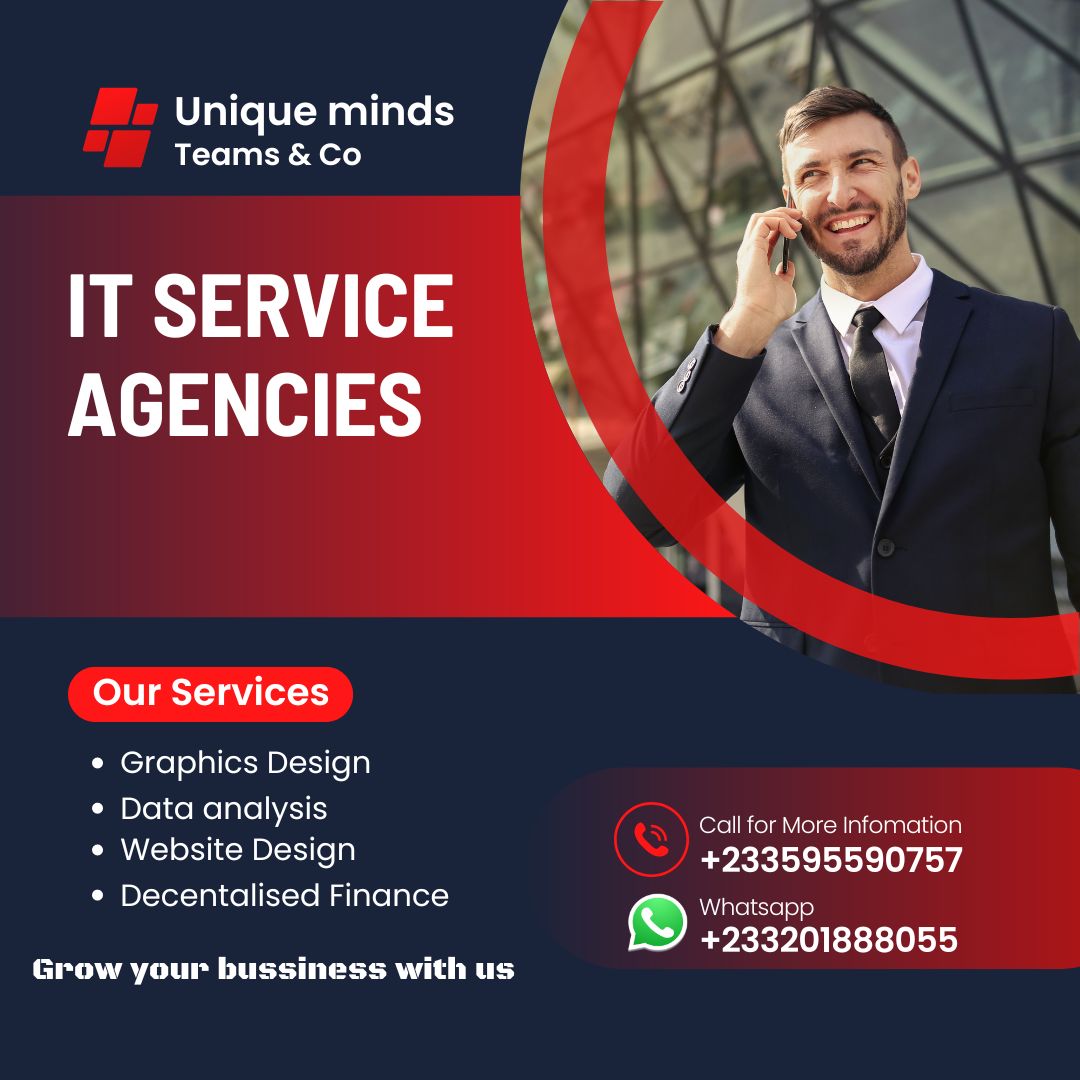 Unique minds
Teams & Co
IT SERVICE
AGENCIES
Our Services
• Graphics Design
• Data analysis
• Website Design
• Decentalised Finance
Grow your bussiness with us
Call for More Infomation
+233595590757
Whatsapp
+233201888055